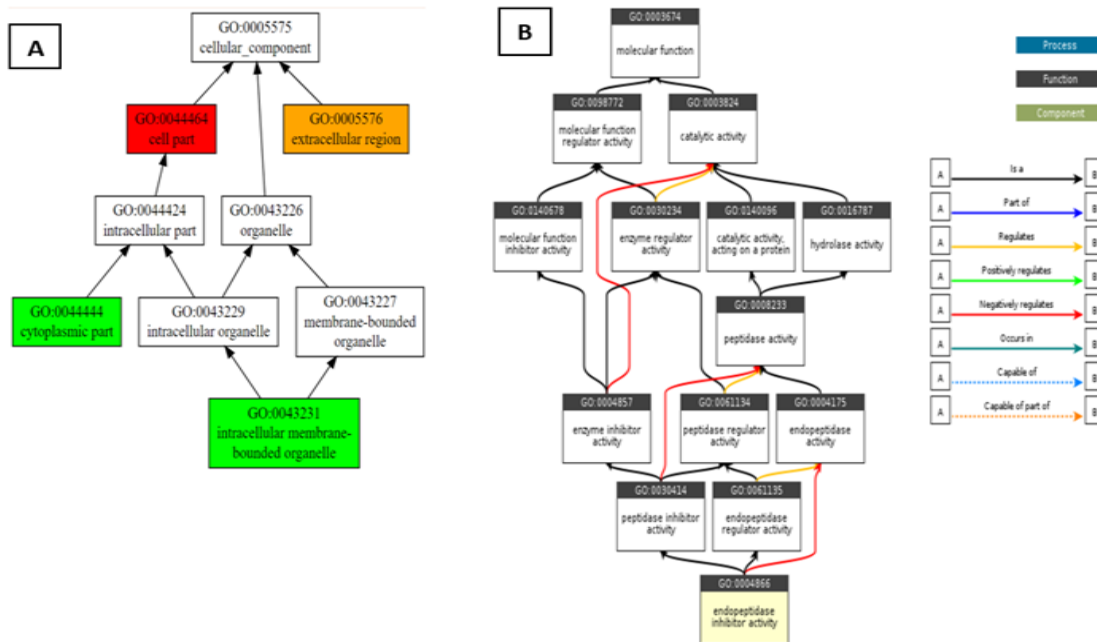 A
GO:0005575
cellular_component
GO:0044464
cell part
GO:0005576
extracellular region
GO:0044424
intracellular part
GO:0043226
organelle
GO:0044444
cytoplasmic part
GO:0043229
intracellular organelle
GO:0043227
membrane-bounded
organelle
GO:0043231
intracellular membrane-
bounded organelle
B
GO:0003674
molecular function
GO:0098772
molecular function
regulator activity
GO:0003824
catalytic activity
GO:0140678
molecular function
inhibitor activity
GO:0030234
enzyme regulator
activity
GO:0140096
catalytic activity,
acting on a protein
GO:0016787
hydrolase activity
GO:0008233
peptidase activity
GO:0004857
enzyme inhibitor
activity
GO:0061134
peptidase regulator
activity
GO:0004175
endopeptidase
activity
GO:0030414
peptidase inhibitor
activity
GO:0061135
endopeptidase
regulator activity
GO:0004866
endopeptidase
inhibitor activity
Process
Function
Component
A Is a B
A Part of B
A Regulates B
A Positively regulates B
A Negatively regulates B
A Occurs in B
A Capable of B
A Capable of part of B